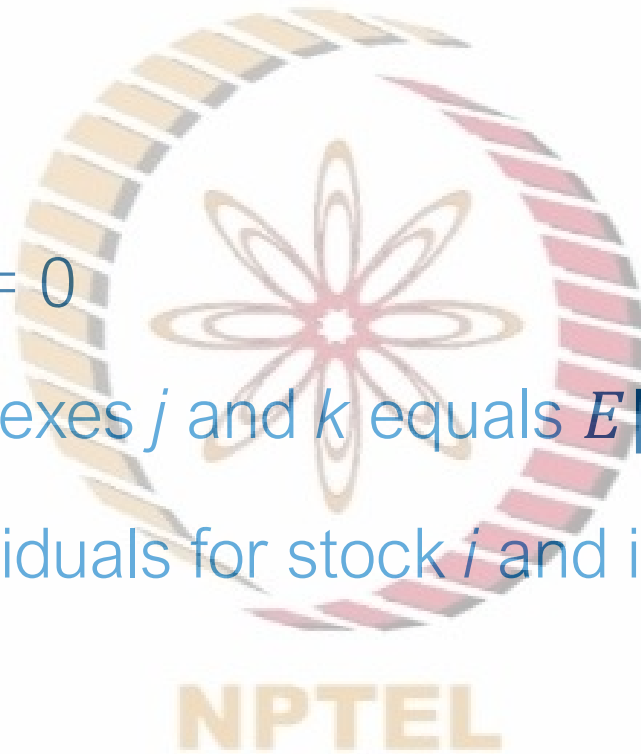 = 0
exes j and k equals E[
iduals for stock i and i
NPTEL